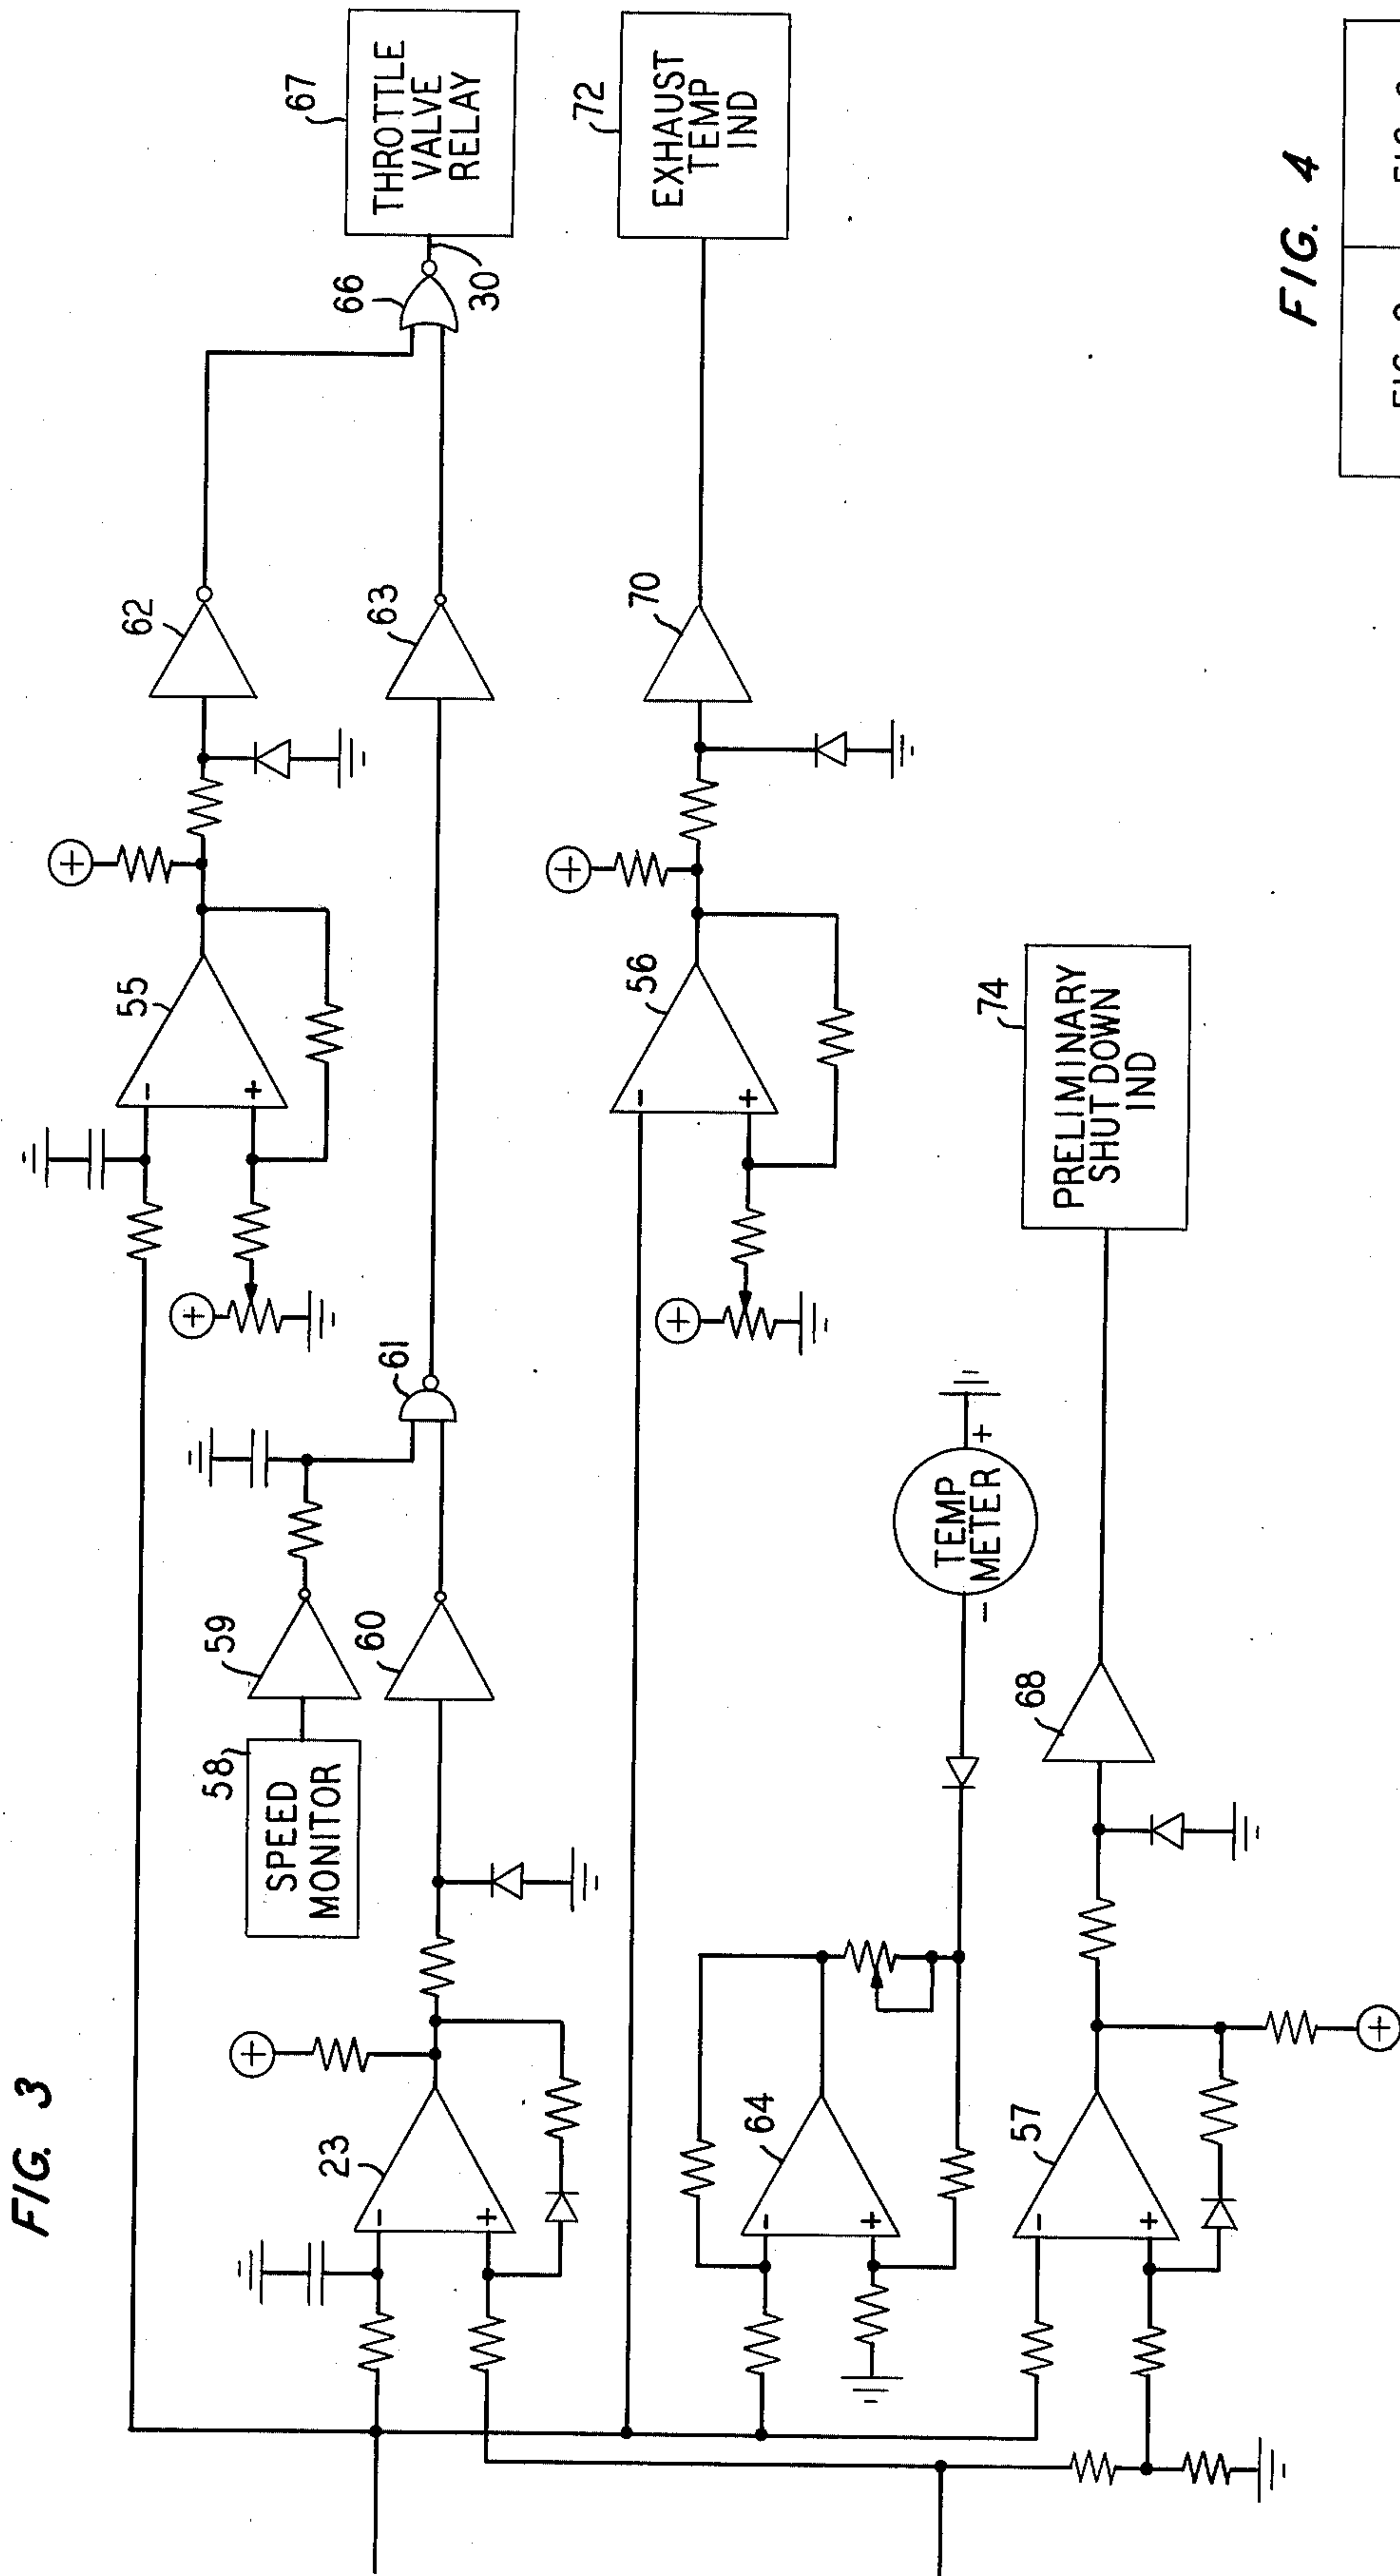 FIG. 3
67
THROTTLE
VALVE
RELAY
66
30
62
63
55
-
+
61
59
60
58
SPEED
MONITOR
23
-
+
72
EXHAUST
TEMP
IND
70
56
-
+
TEMP
METER
-
+
64
-
+
74
PRELIMINARY
SHUT DOWN
IND
68
57
-
+
FIG. 4